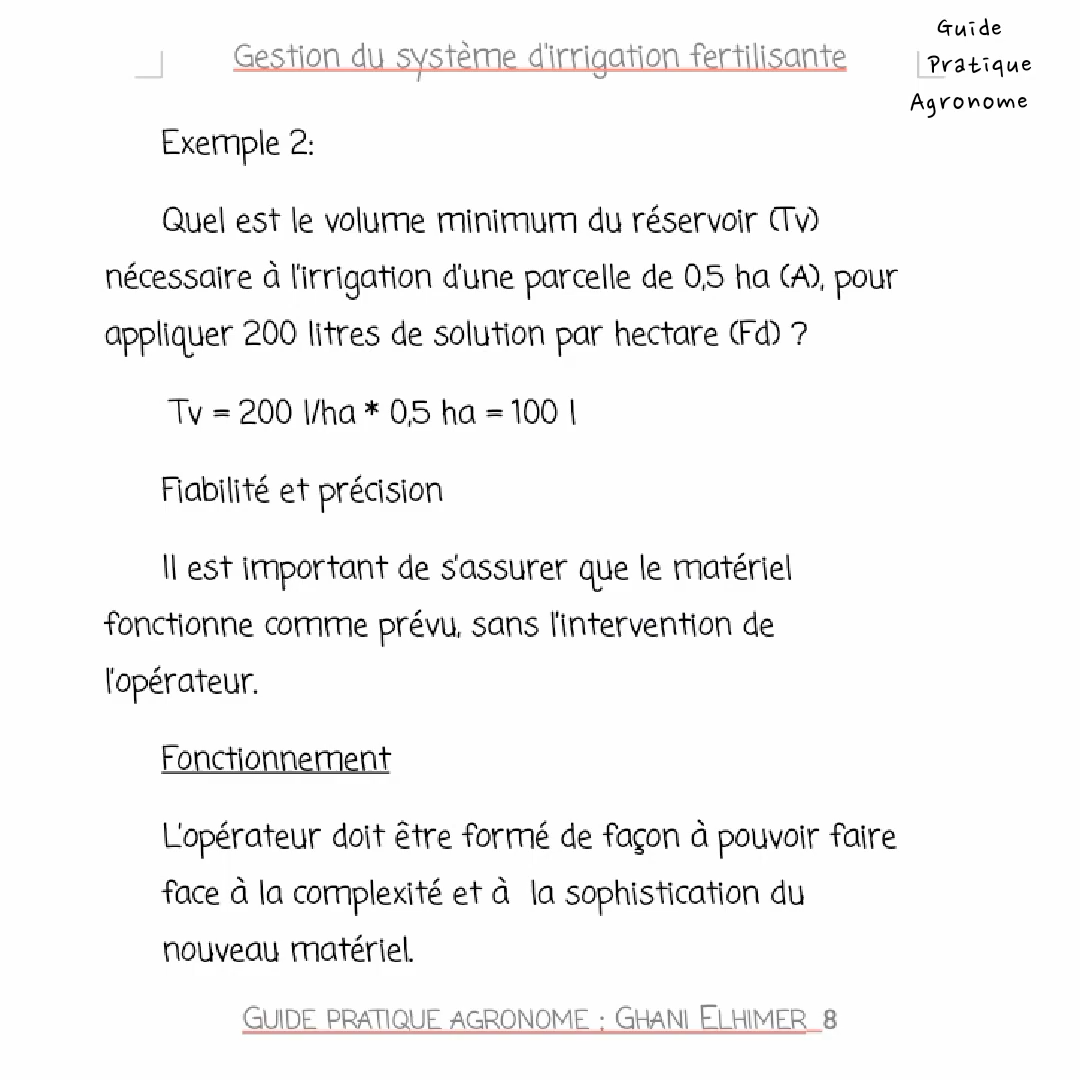 Gestion du système d'irrigation fertilisante
Guide
Pratique
Agronome
Exemple 2:
Quel est le volume minimum du réservoir (Tv)
nécessaire à l'irrigation d'une parcelle de 0,5 ha (A), pour
appliquer 200 litres de solution par hectare (Fd) ?
Tv = 200 l/ha * 0,5 ha = 100 l
Fiabilité et précision
Il est important de s'assurer que le matériel
fonctionne comme prévu, sans l'intervention de
l'opérateur.
Fonctionnement
L'opérateur doit être formé de façon à pouvoir faire
face à la complexité et à la sophistication du
nouveau matériel.
GUIDE PRATIQUE AGRONOME : GHANI ELHIMER 8